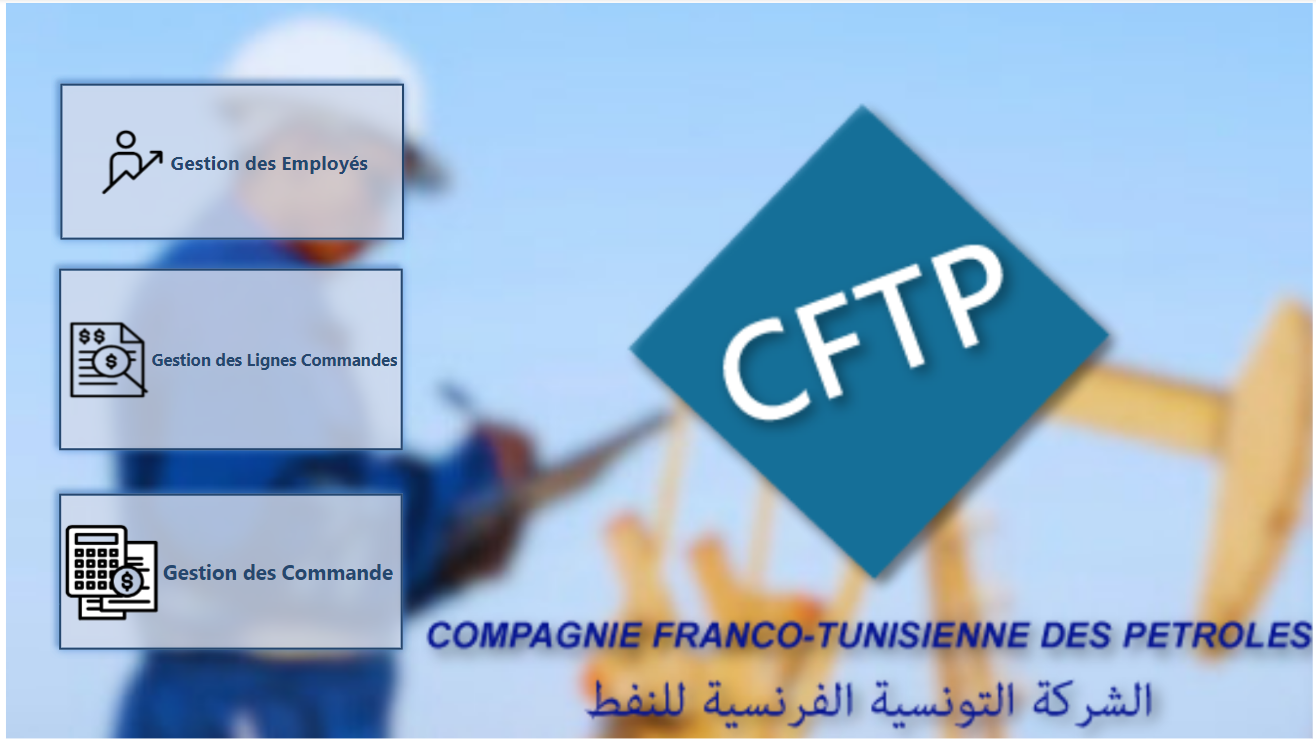 Gestion des Employés
$$
$
Gestion des Lignes Commandes
$
Gestion des Commande
CFTP
COMPAGNIE FRANCO-TUNISIENNE DES PETROLES
الشركة التونسية الفرنسية للنفط